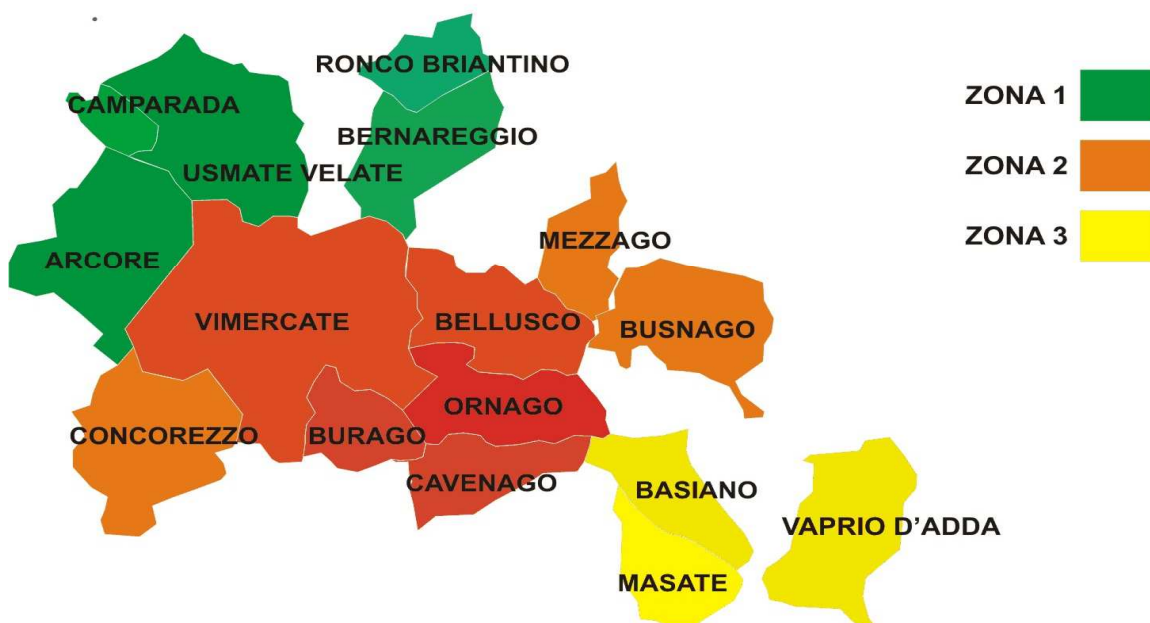 RONCO BRIANTINO
CAMPARADA
BERNAREGGIO
USMATE VELATE
ARCORE
MEZZAGO
VIMERCATE
BELLUSCO
BUSNAGO
ORNAGO
CONCOREZZO
BURAGO
CAVENAGO
BASIANO
VAPRIO D’ADDA
MASATE
ZONA 1
ZONA 2
ZONA 3